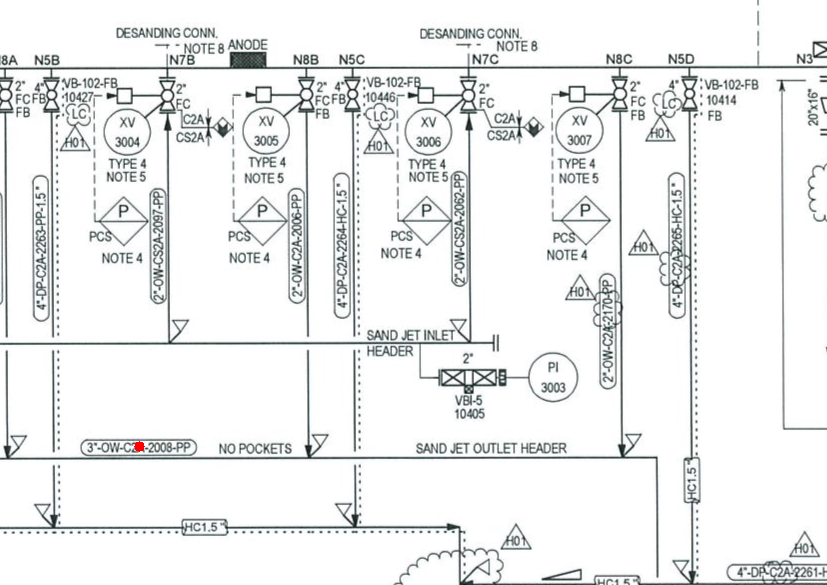 DESANDING CONN.
NOTE 8
ANODE
DESANDING CONN.
NOTE 8
N5B
N7B
N8B
N5C
N7C
N8C
N5D
N3
4"
FB
VB-102-FB
10427
LC
H01
2"
FC
2"
FC
FB
4"
FB
VB-102-FB
10446
LC
H01
2"
FC
2"
FC
FB
4"
VB-102-FB
10414
FB
LC
H01
2"
FC
FB
20"x16"
C2A
CS2A
C2A
CS2A
XV
3004
TYPE 4
NOTE 5
XV
3005
TYPE 4
NOTE 5
XV
3006
TYPE 4
NOTE 5
XV
3007
TYPE 4
NOTE 5
P
PCS
NOTE 4
P
PCS
NOTE 4
P
PCS
NOTE 4
P
PCS
NOTE 4
4"-DP-C2A-2263-PP-1.5"
2"-OW-CS2A-2097-PP
2"-OW-C2A-2006-PP
4"-DP-C2A-2264-HC-1.5"
2"-OW-CS2A-2062-PP
2"-OW-C2A-2170-PP
4"-DP-C2A-2265-HC-1.5"
H01
H01
SAND JET INLET
HEADER
2"
VBI-5
10405
PI
3003
NO POCKETS
SAND JET OUTLET HEADER
HC1.5"
HC1.5"
H01
H01
HC1.5"
4"-DP-C2A-2261-H